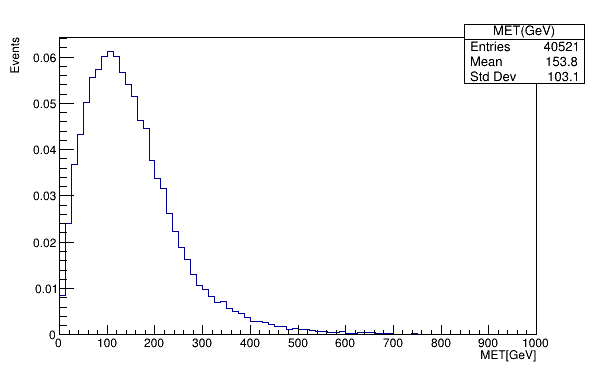 MET(GeV)
Entries 40521
Mean 153.8
Std Dev 103.1
Events
0.06
0.05
0.04
0.03
0.02
0.01
0
0 100 200 300 400 500 600 700 800 900 1000
MET[GeV]